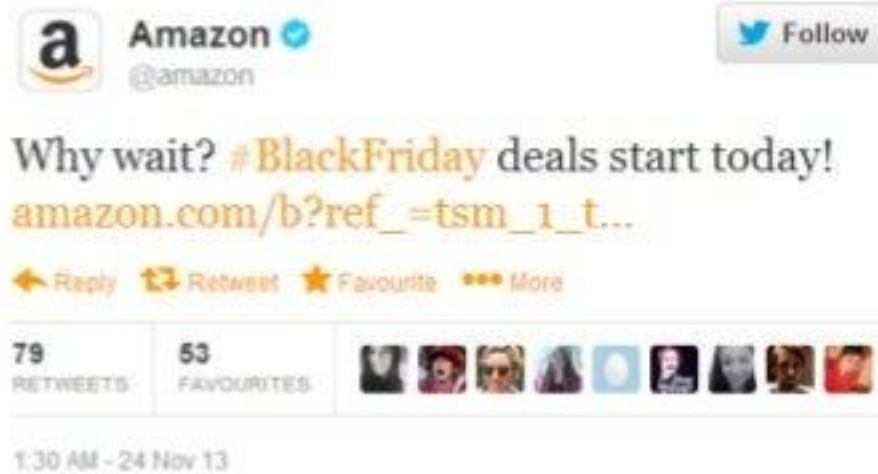 a Amazon Follow
@amazon
Why wait? #BlackFriday deals start today!
amazon.com/b?ref_=tsm_1_t...
Reply Retweet Favourite More
79 53
RETWEETS FAVOURITES
1:30 AM - 24 Nov 13